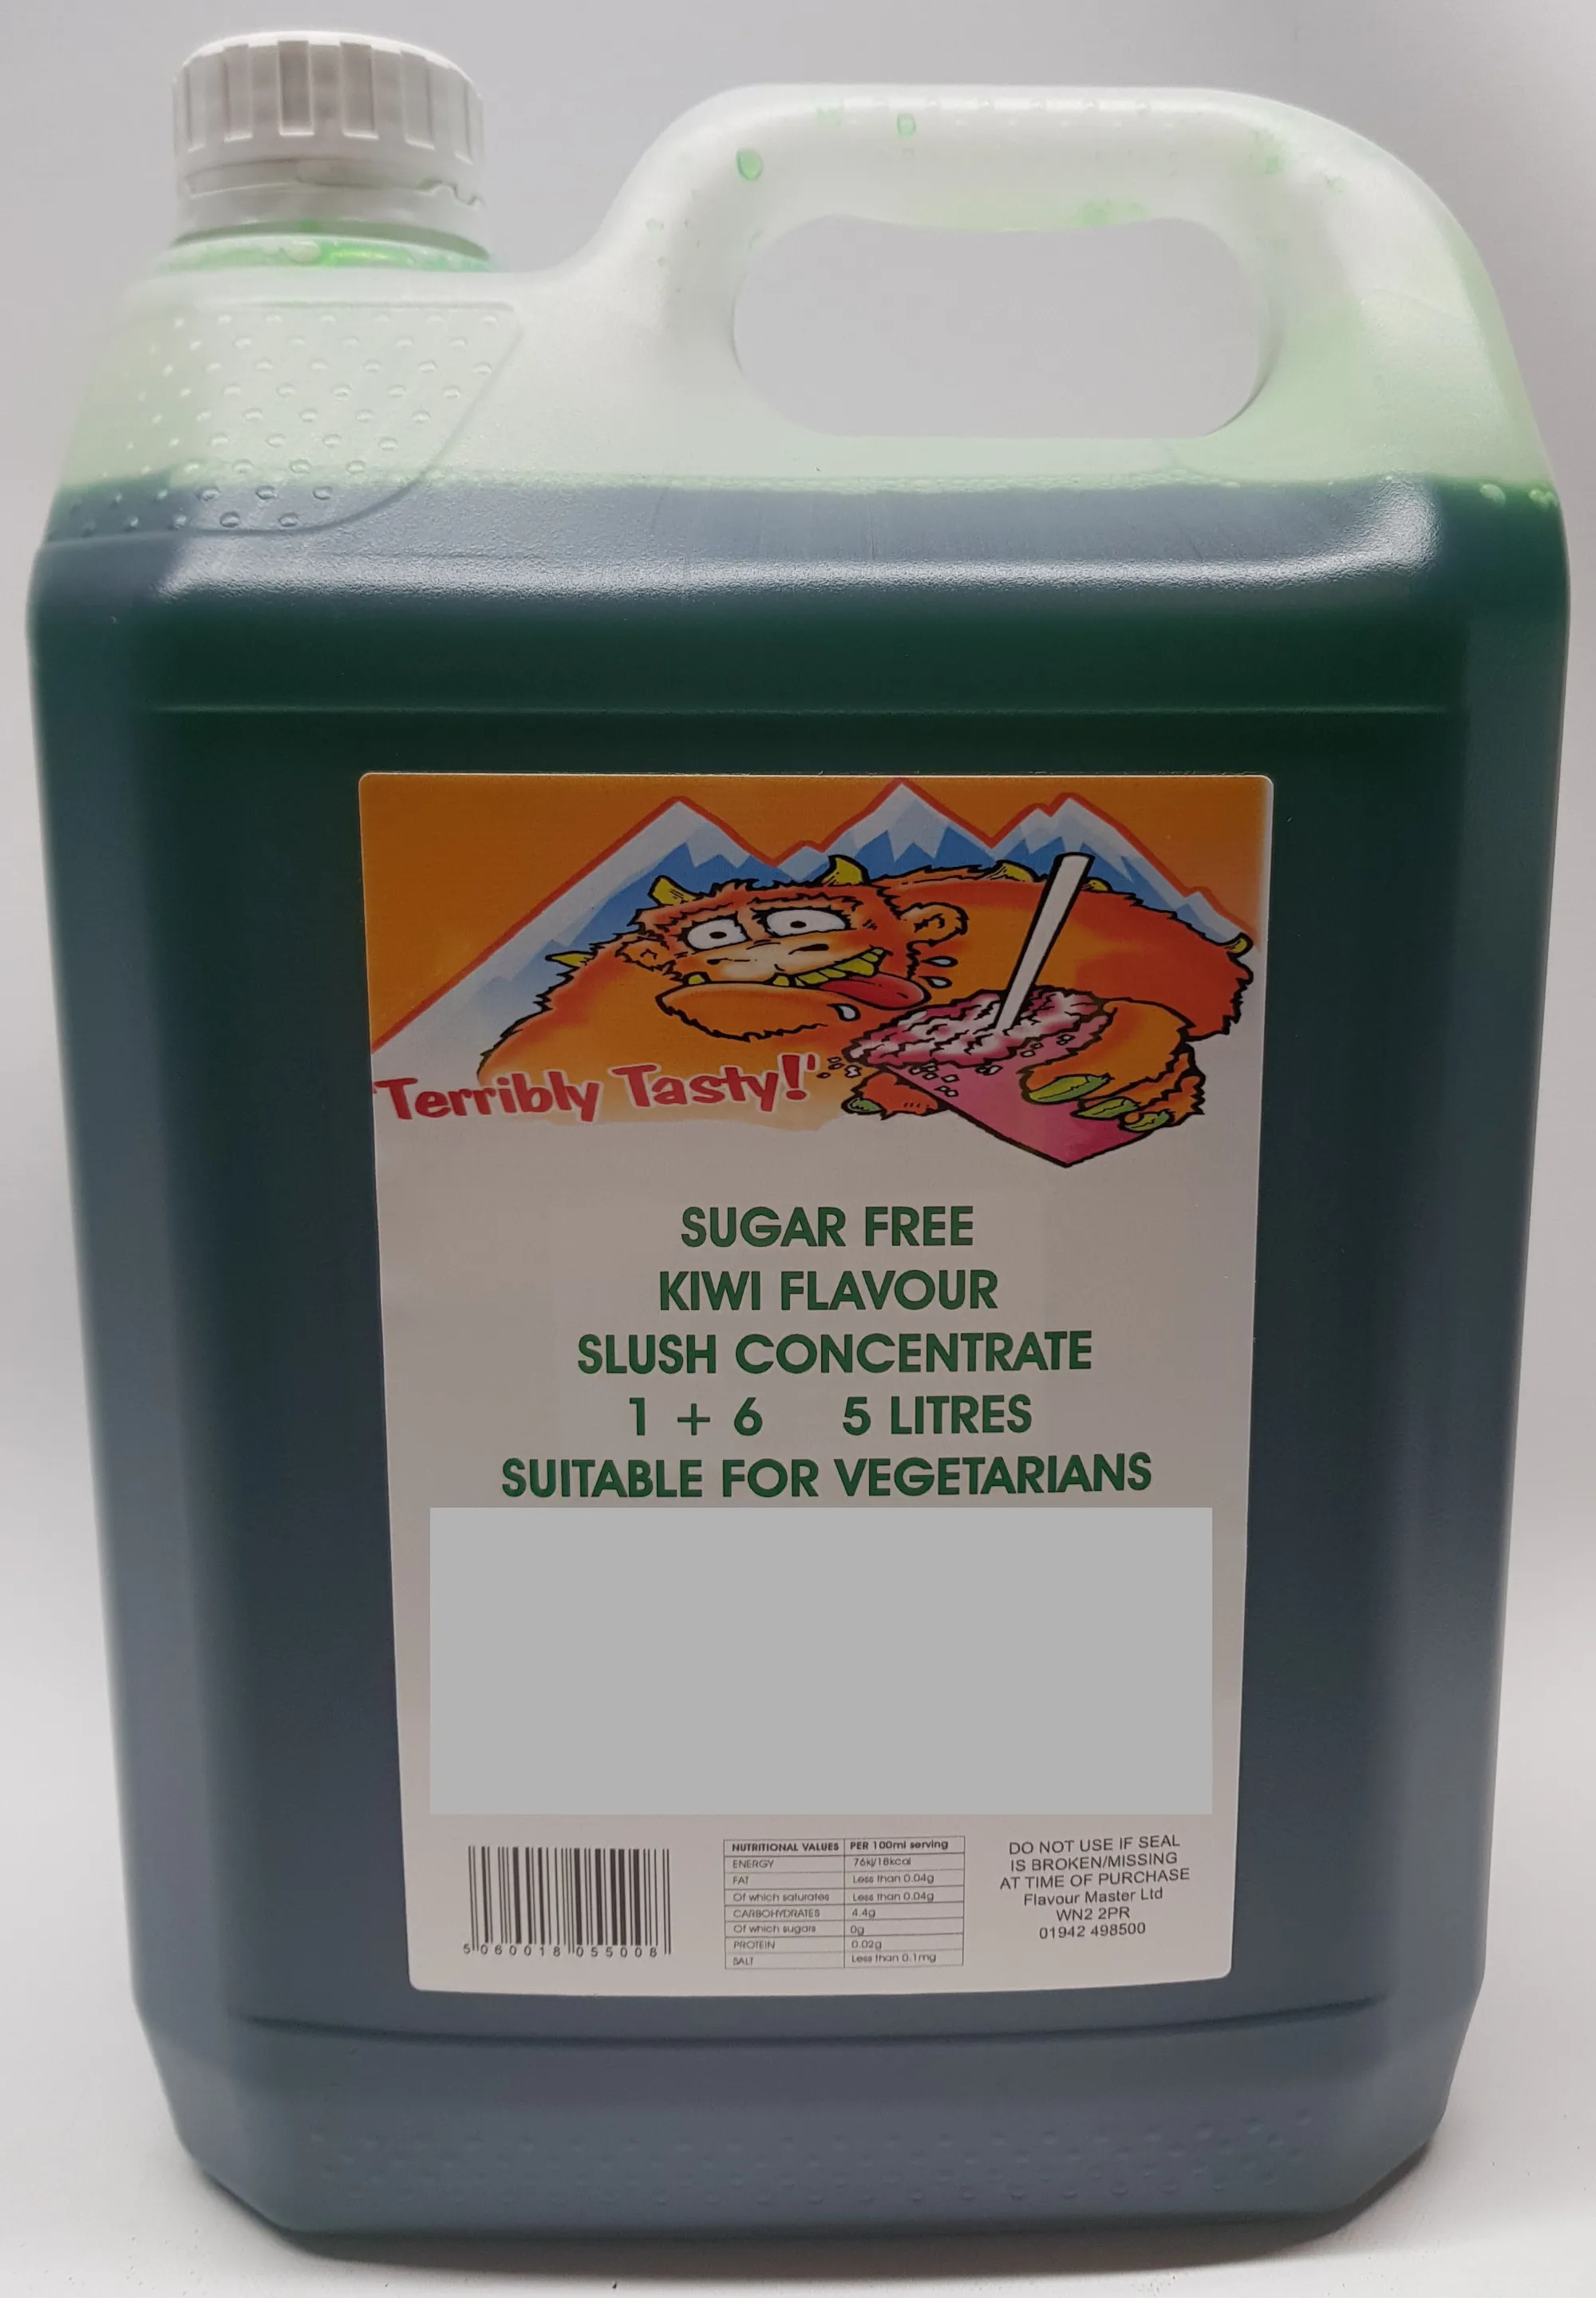 'Terribly Tasty!'
SUGAR FREE
KIWI FLAVOUR
SLUSH CONCENTRATE
1 + 6 5 LITRES
SUITABLE FOR VEGETARIANS
5 060018 055008
NUTRITIONAL VALUES PER 100ml serving
ENERGY 76kj/18kcal
FAT Less than 0.04g
Of which saturates Less than 0.04g
CARBOHYDRATES 4.4g
Of which sugars 0g
PROTEIN 0.02g
SALT Less than 0.1mg
DO NOT USE IF SEAL
IS BROKEN/MISSING
AT TIME OF PURCHASE
Flavour Master Ltd
WN2 2PR
01942 498500